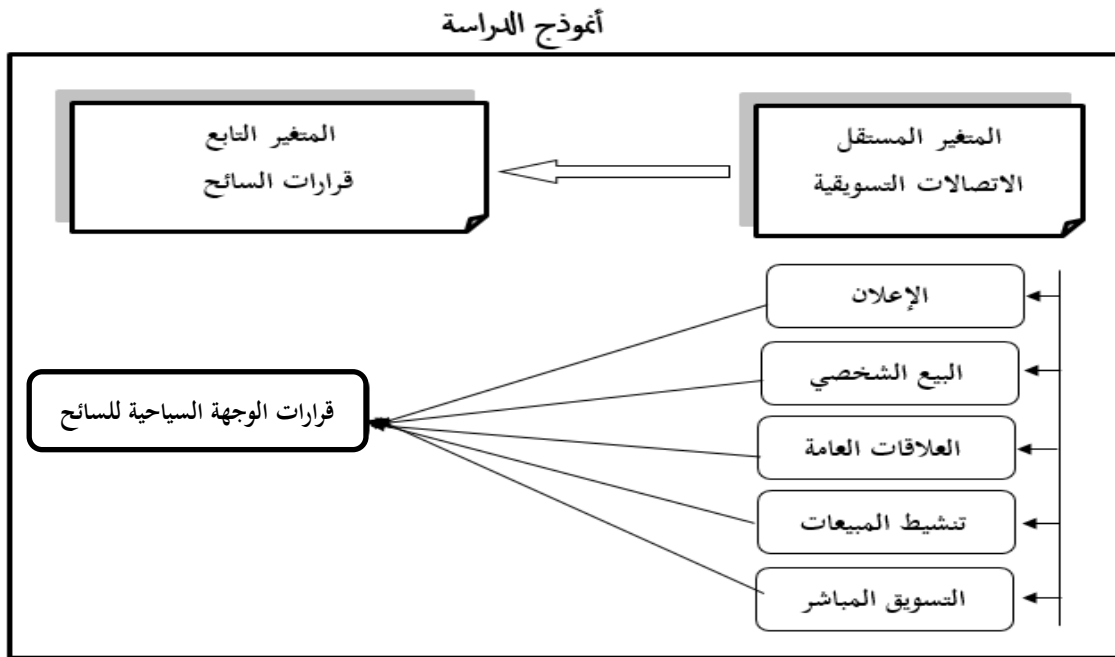 أنموذج الدراسة
المتغير المستقل
الاتصالات التسويقية
المتغير التابع
قرارات السائح
الإعلان
البيع الشخصي
العلاقات العامة
تنشيط المبيعات
التسويق المباشر
قرارات الوجهة السياحية للسائح